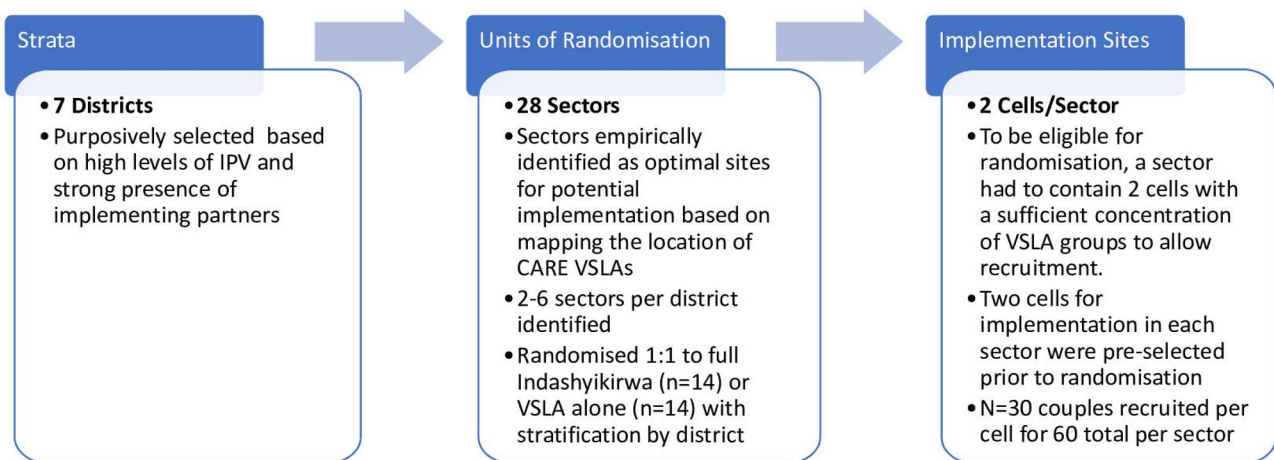 Strata
• 7 Districts
• Purposively selected based
on high levels of IPV and
strong presence of
implementing partners
Units of Randomisation
• 28 Sectors
• Sectors empirically
identified as optimal sites
for potential
implementation based on
mapping the location of
CARE VSLAs
• 2-6 sectors per district
identified
• Randomised 1:1 to full
Indashyikirwa (n=14) or
VSLA alone (n=14) with
stratification by district
Implementation Sites
• 2 Cells/Sector
• To be eligible for
randomisation, a sector
had to contain 2 cells with
a sufficient concentration
of VSLA groups to allow
recruitment.
• Two cells for
implementation in each
sector were pre-selected
prior to randomisation
• N=30 couples recruited per
cell for 60 total per sector